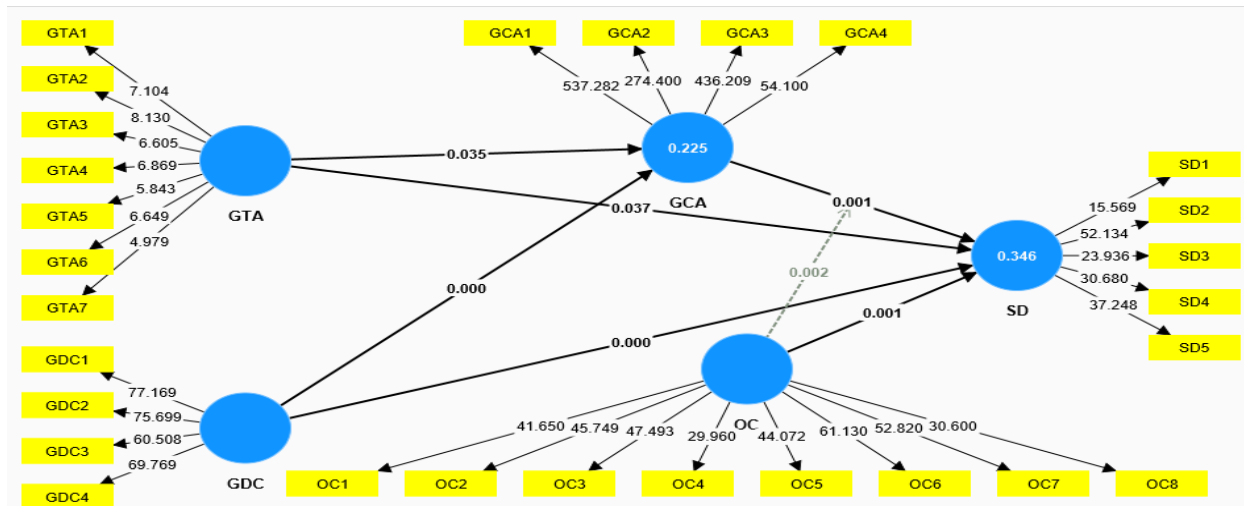 GTA1
GTA2
GTA3
GTA4
GTA5
GTA6
GTA7
7.104
8.130
6.605
6.869
5.843
6.649
4.979
GTA
GDC1
GDC2
GDC3
GDC4
77.169
75.699
60.508
69.769
GDC
GCA1 GCA2 GCA3 GCA4
537.282 274.400 436.209 54.100
0.225
GCA
0.035
0.037
0.000
0.000
0.001
0.002
0.001
0.346
SD
15.569
52.134
23.936
30.680
37.248
SD1
SD2
SD3
SD4
SD5
OC
41.650 45.749 47.493 29.960 44.072 61.130 52.820 30.600
OC1 OC2 OC3 OC4 OC5 OC6 OC7 OC8